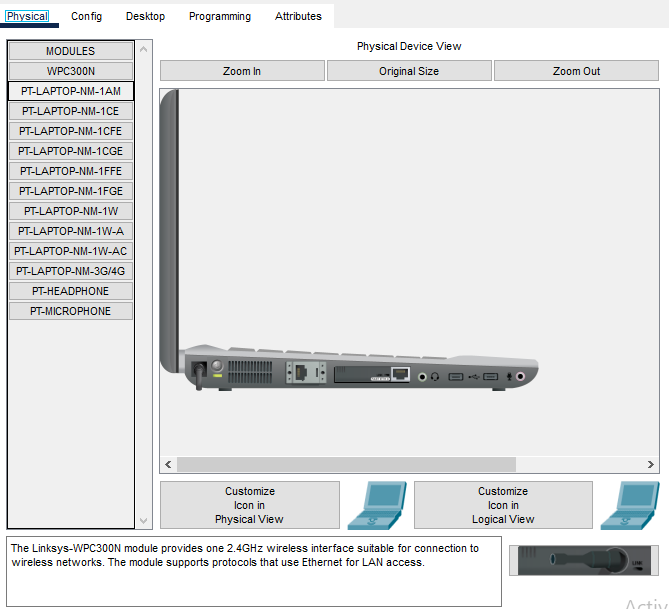 Physical Config Desktop Programming Attributes
MODULES
WPC300N
PT-LAPTOP-NM-1AM
PT-LAPTOP-NM-1CE
PT-LAPTOP-NM-1CFE
PT-LAPTOP-NM-1CGE
PT-LAPTOP-NM-1FFE
PT-LAPTOP-NM-1FGE
PT-LAPTOP-NM-1W
PT-LAPTOP-NM-1W-A
PT-LAPTOP-NM-1W-AC
PT-LAPTOP-NM-3G/4G
PT-HEADPHONE
PT-MICROPHONE
Physical Device View
Zoom In Original Size Zoom Out
Customize
Icon in
Physical View
Customize
Icon in
Logical View
The Linksys-WPC300N module provides one 2.4GHz wireless interface suitable for connection to
wireless networks. The module supports protocols that use Ethernet for LAN access.
Activ